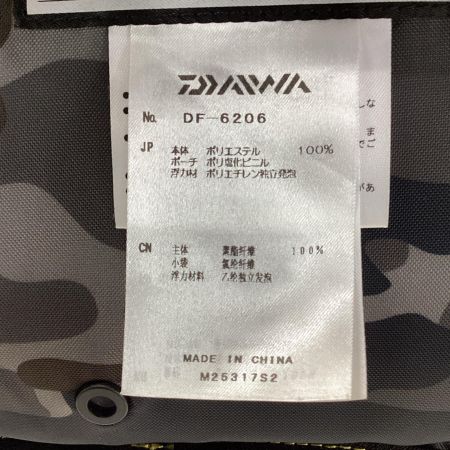 DAIWA
No. DF-6206
JP 本体 ポリエステル 100%
ポーチ ポリ塩化ビニル
浮力材 ポリエチレン独立発泡
CN 主体 聚酯纤维 100%
小袋 氯纶纤维
浮力材料 乙纶独立发泡
MADE IN CHINA
M25317S2